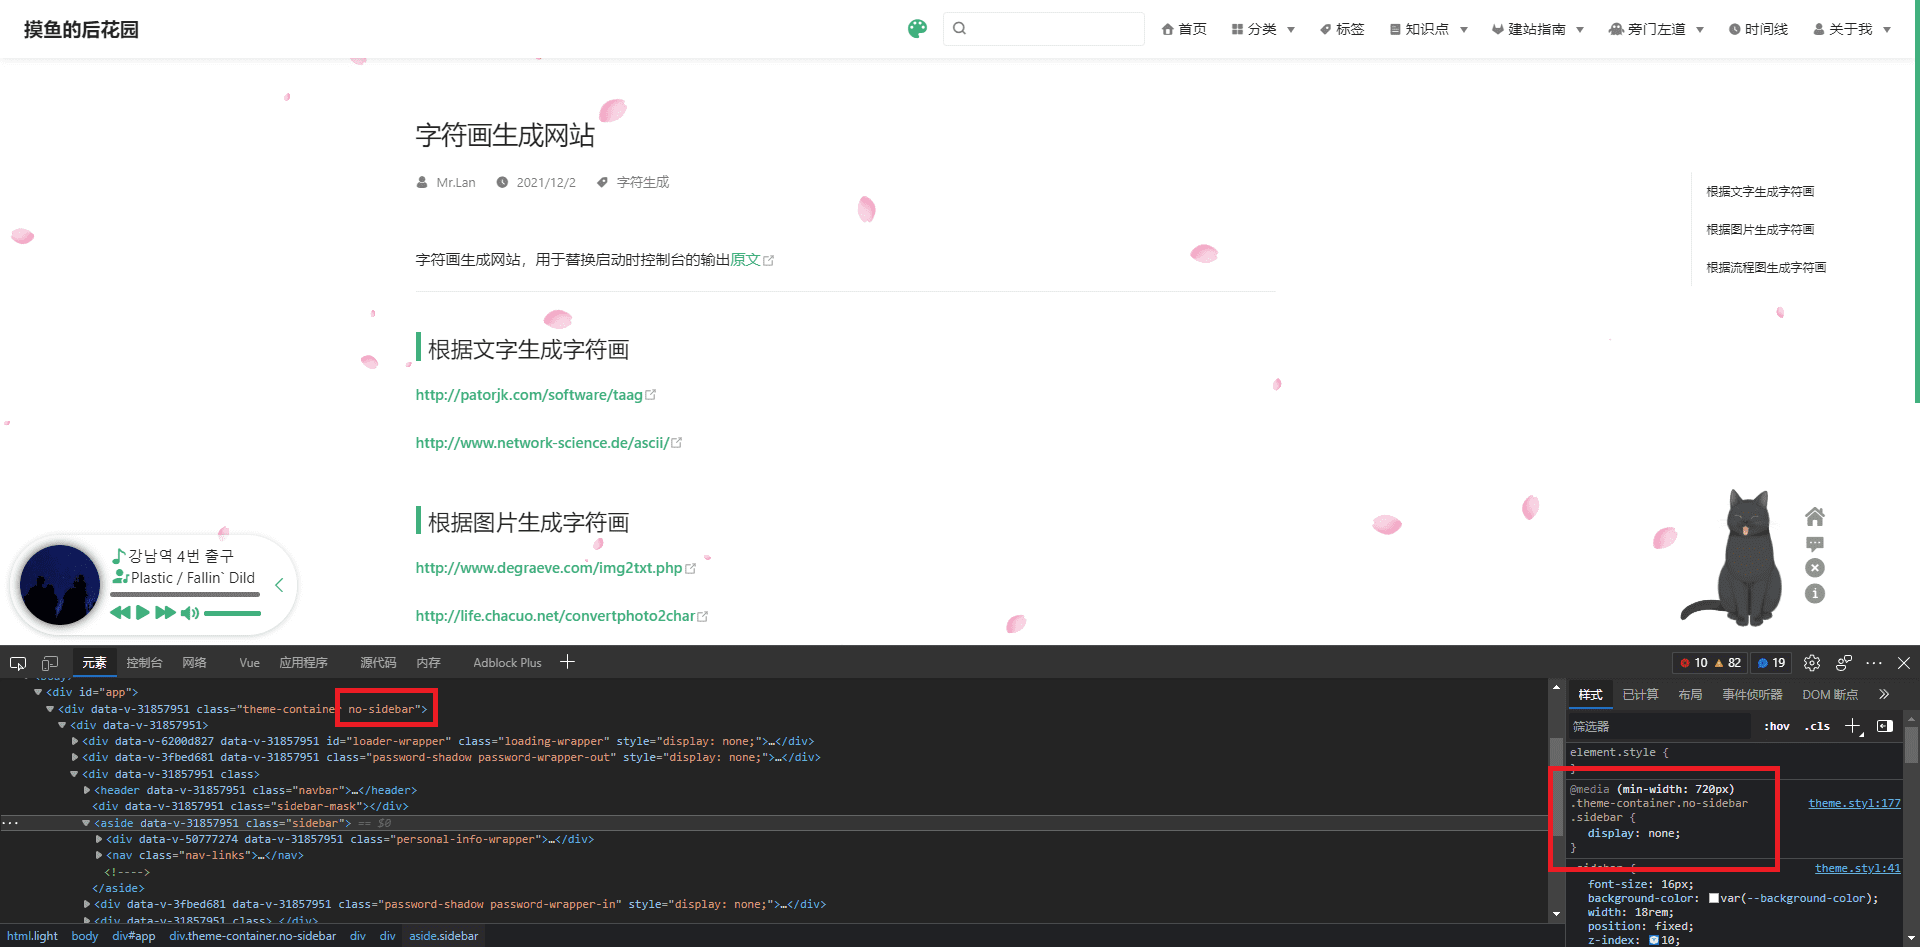 摸鱼的后花园
首页
分类
标签
知识点
建站指南
旁门左道
时间线
关于我
字符画生成网站
Mr.Lan 2021/12/2 字符生成
根据文字生成字符画
根据图片生成字符画
根据流程图生成字符画
字符画生成网站，用于替换启动时控制台的输出原文
根据文字生成字符画
http://patorjk.com/software/taag
http://www.network-science.de/ascii/
根据图片生成字符画
http://www.degraeve.com/img2txt.php
http://life.chacuo.net/convertphoto2char
강남역 4번 출구
Plastic / Fallin` Dild
元素 控制台 网络 Vue 应用程序 源代码 内存 Adblock Plus
10 82 19
<div id="app">
<div data-v-31857951 class="theme-container no-sidebar">
<div data-v-31857951>
<div data-v-6200d827 data-v-31857951 id="loader-wrapper" class="loading-wrapper" style="display: none;">…</div>
<div data-v-3fbed681 data-v-31857951 class="password-shadow password-wrapper-out" style="display: none;">…</div>
<div data-v-31857951 class>
<header data-v-31857951 class="navbar">…</header>
<div data-v-31857951 class="sidebar-mask"></div>
<aside data-v-31857951 class="sidebar"> == $0
<div data-v-50777274 data-v-31857951 class="personal-info-wrapper">…</div>
<nav class="nav-links">…</nav>
<!---->
</aside>
<div data-v-3fbed681 data-v-31857951 class="password-shadow password-wrapper-in" style="display: none;">…</div>
<div data-v-31857951 class>…</div>
html.light body div#app div.theme-container.no-sidebar div div aside.sidebar
样式 已计算 布局 事件侦听器 DOM 断点
筛选器 :hov .cls
element.style {
}
@media (min-width: 720px)
.theme-container.no-sidebar theme.styl:177
.sidebar {
display: none;
}
.sidebar { theme.styl:41
font-size: 16px;
background-color: var(--background-color);
width: 18rem;
position: fixed;
z-index: 10;